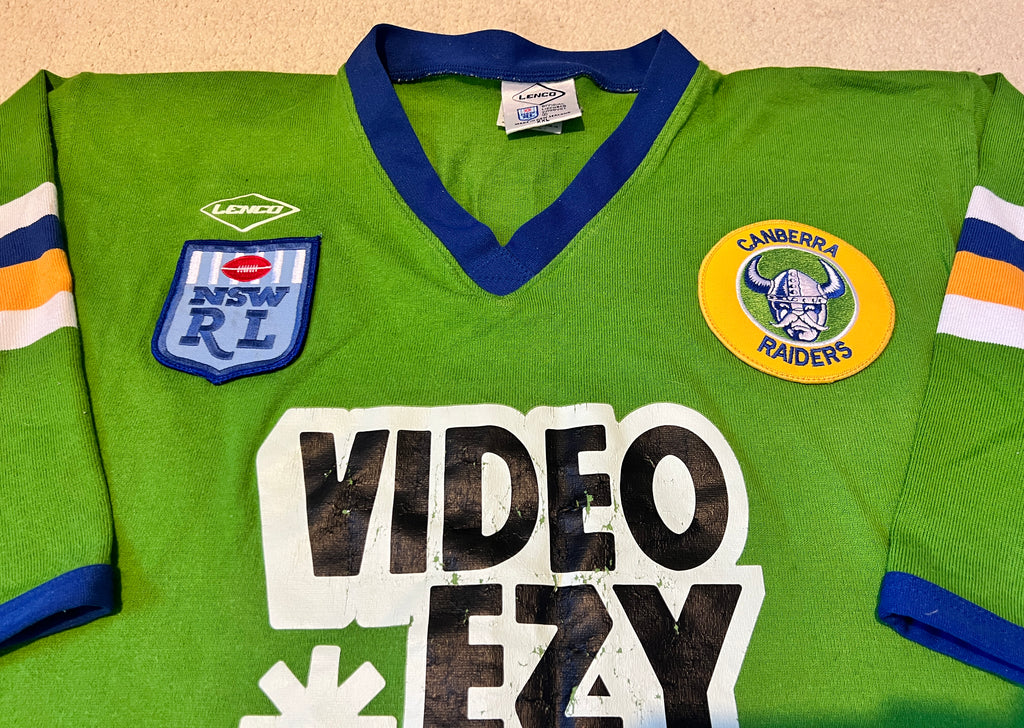 LENCO
LENCO
NSW
RL
CANBERRA
RAIDERS
VIDEO
EZY